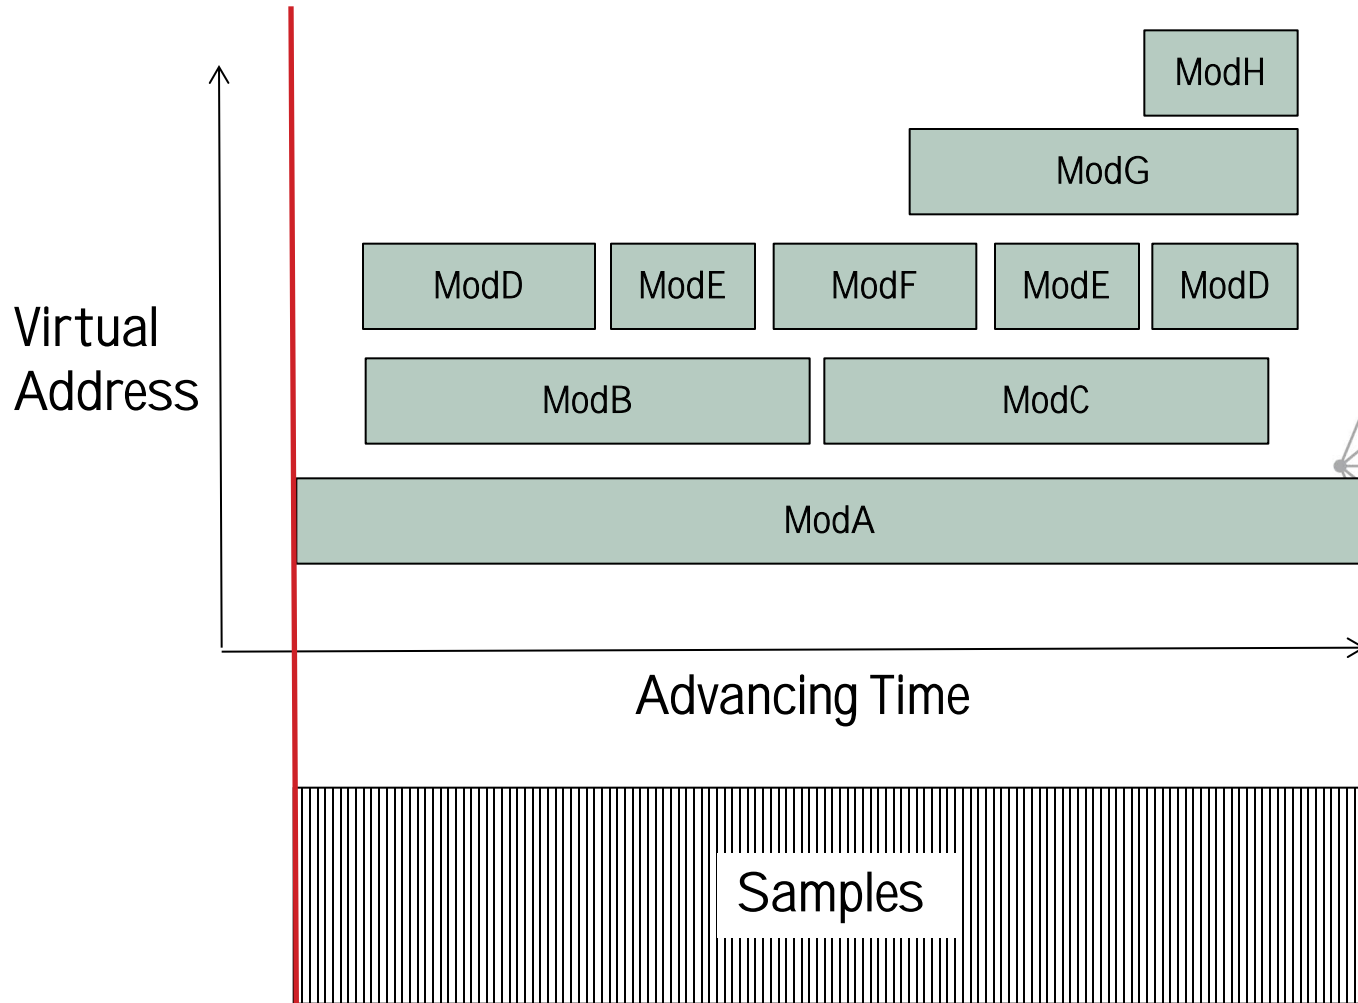 ModH
ModG
ModD
ModE
ModF
ModE
ModD
Virtual
Address
ModB
ModC
ModA
Advancing Time
Samples